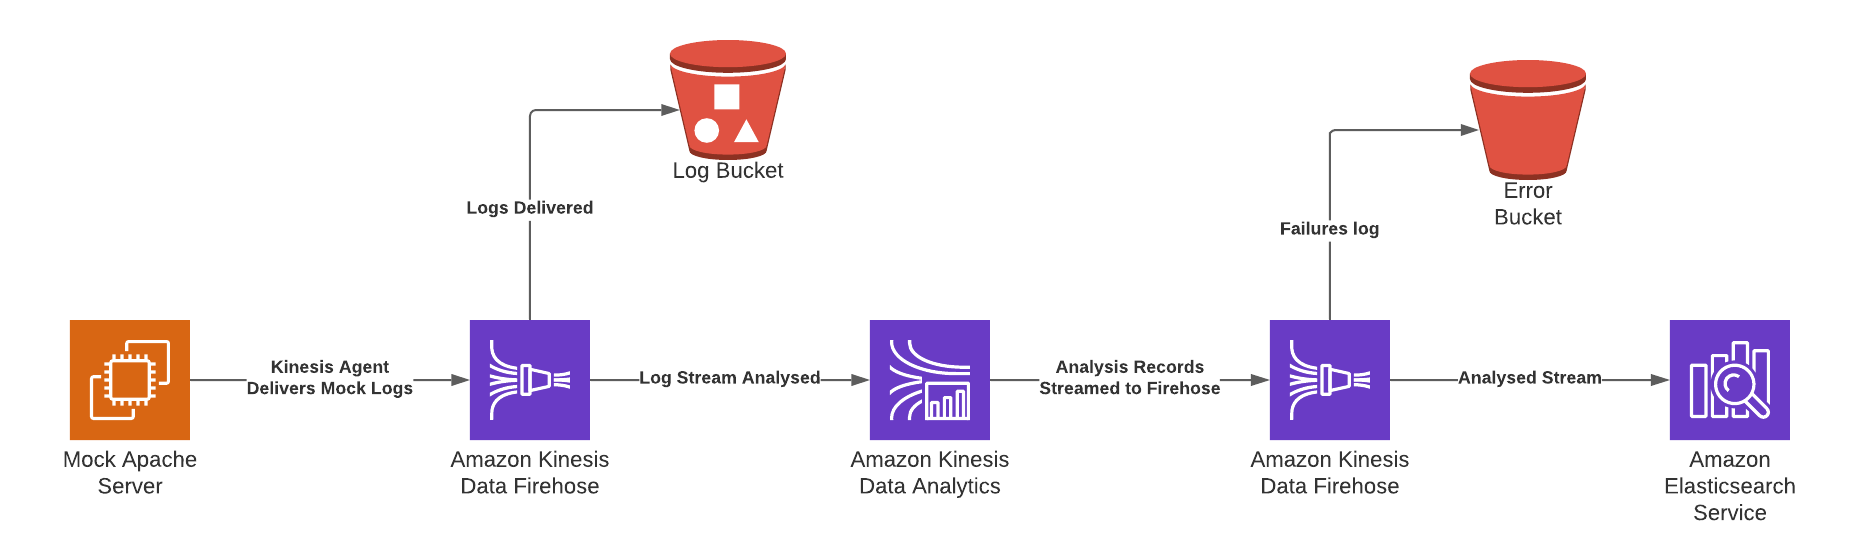 Log Bucket
Error
Bucket
Logs Delivered
Failures log
Kinesis Agent
Delivers Mock Logs
Log Stream Analysed
Analysis Records
Streamed to Firehose
Analysed Stream
Mock Apache
Server
Amazon Kinesis
Data Firehose
Amazon Kinesis
Data Analytics
Amazon Kinesis
Data Firehose
Amazon
Elasticsearch
Service